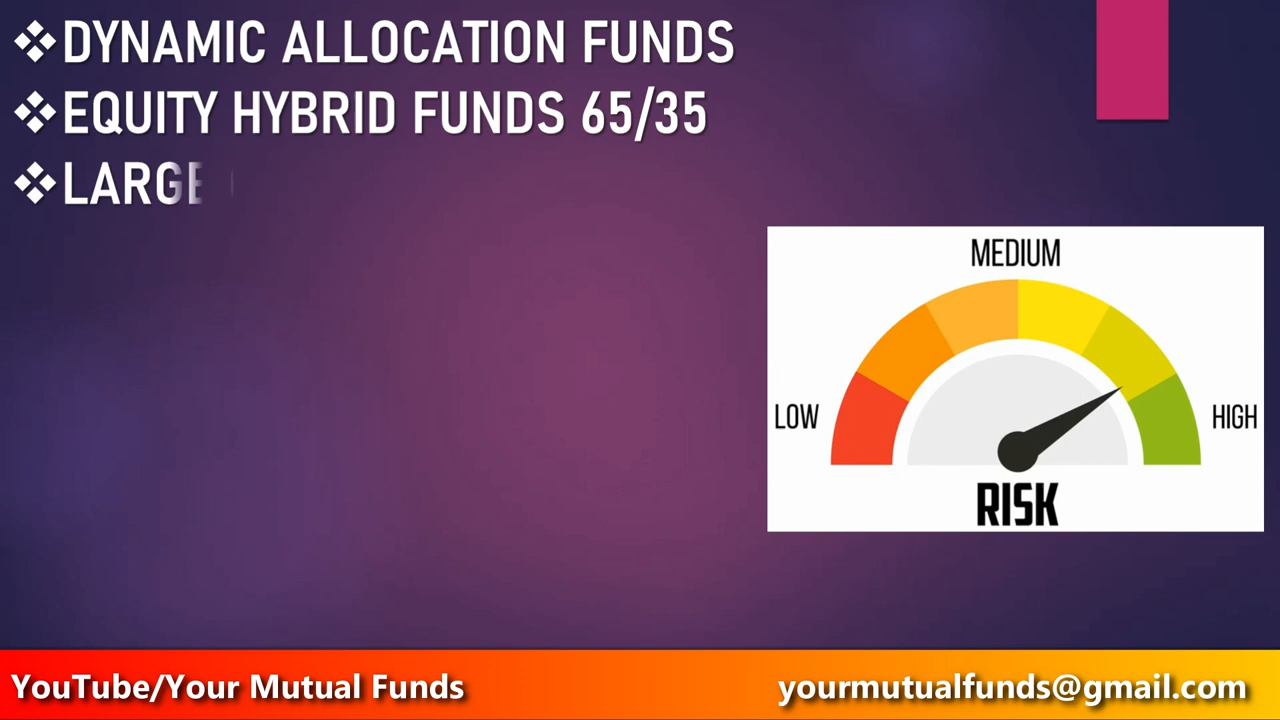 ❖DYNAMIC ALLOCATION FUNDS
❖EQUITY HYBRID FUNDS 65/35
❖LARGE
MEDIUM
LOW
HIGH
RISK
YouTube/Your Mutual Funds
yourmutualfunds@gmail.com